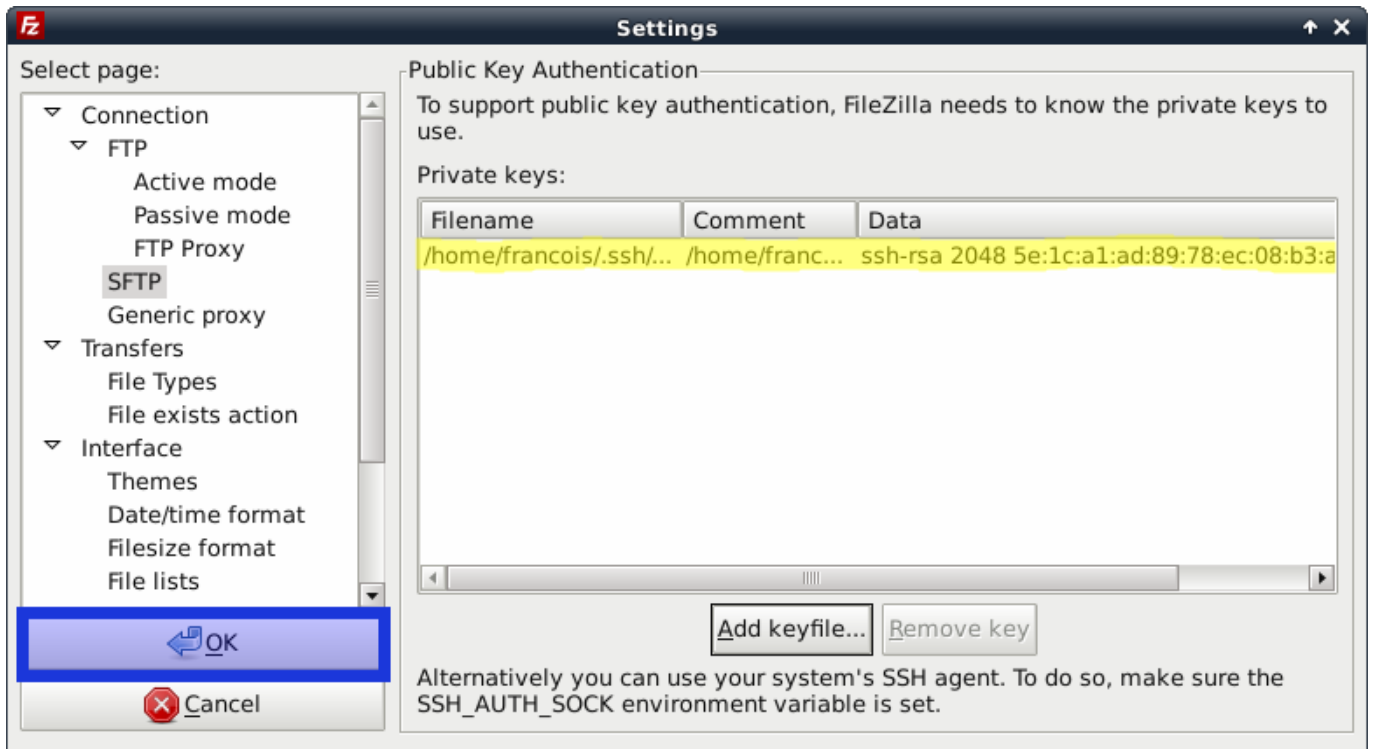 Fz
Settings
Select page:
Connection
FTP
Active mode
Passive mode
FTP Proxy
SFTP
Generic proxy
Transfers
File Types
File exists action
Interface
Themes
Date/time format
Filesize format
File lists
OK
Cancel
Public Key Authentication
To support public key authentication, FileZilla needs to know the private keys to
use.
Private keys:
Filename Comment Data
/home/francois/.ssh/... /home/franc... ssh-rsa 2048 5e:1c:a1:ad:89:78:ec:08:b3:a
Add keyfile... Remove key
Alternatively you can use your system's SSH agent. To do so, make sure the
SSH_AUTH_SOCK environment variable is set.